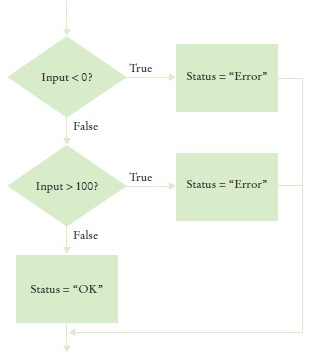 Input < 0?
True
Status = “Error”
False
Input > 100?
True
Status = “Error”
False
Status = “OK”